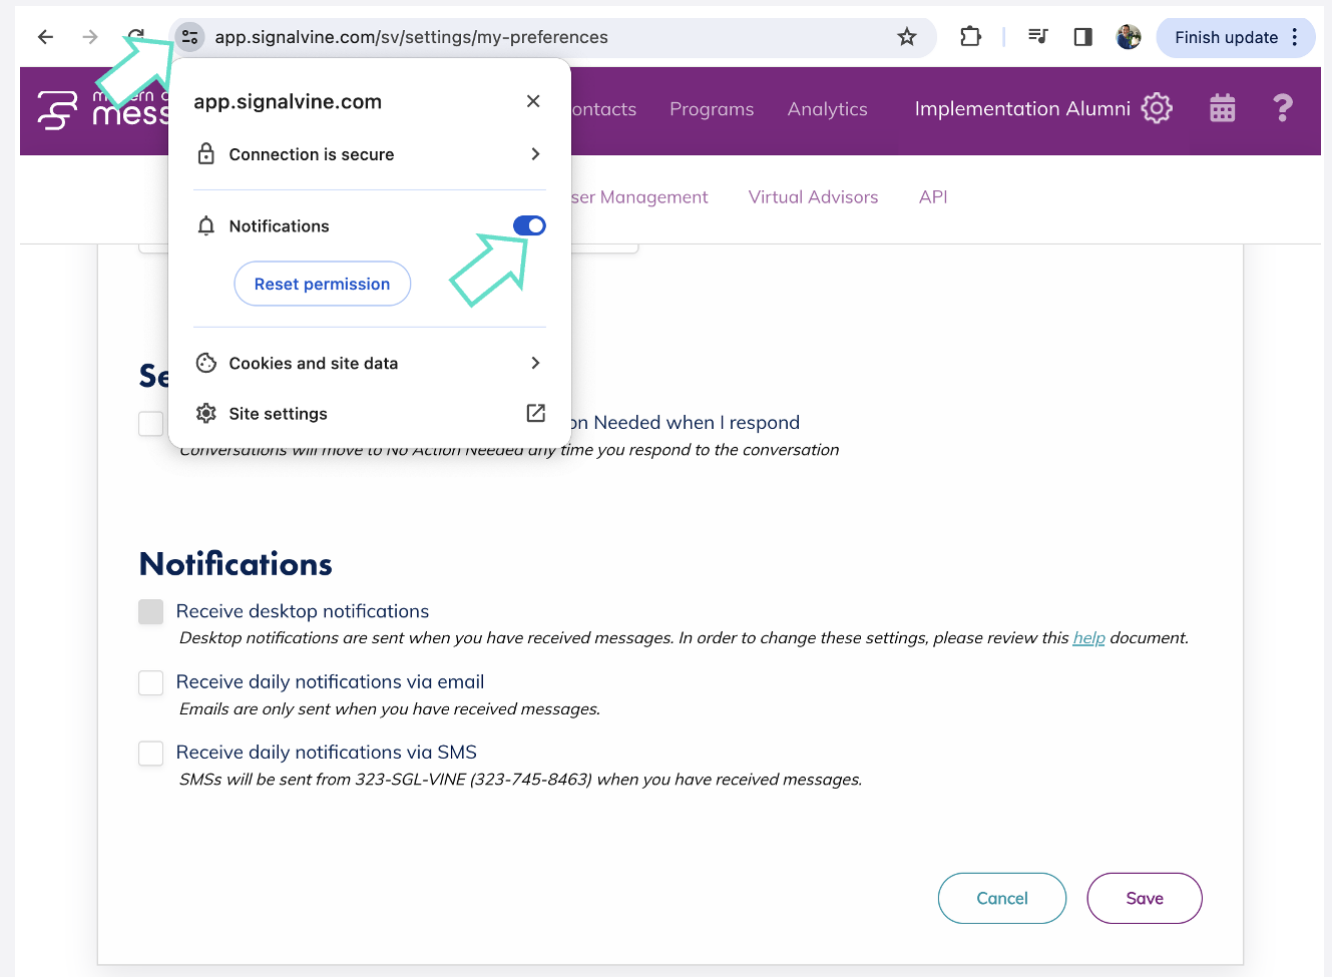 app.signalvine.com/sv/settings/my-preferences
Finish update
app.signalvine.com
Programs
Analytics
Implementation Alumni
?
Connection is secure
Management
Virtual Advisors
API
Notifications
Reset permission
Cookies and site data
Site settings
Needed when I respond
Conversations will move to No Action Needed any time you respond to the conversation
Notifications
Receive desktop notifications
Desktop notifications are sent when you have received messages. In order to change these settings, please review this help document.
Receive daily notifications via email
Emails are only sent when you have received messages.
Receive daily notifications via SMS
SMSs will be sent from 323-SGL-VINE (323-745-8463) when you have received messages.
Cancel
Save